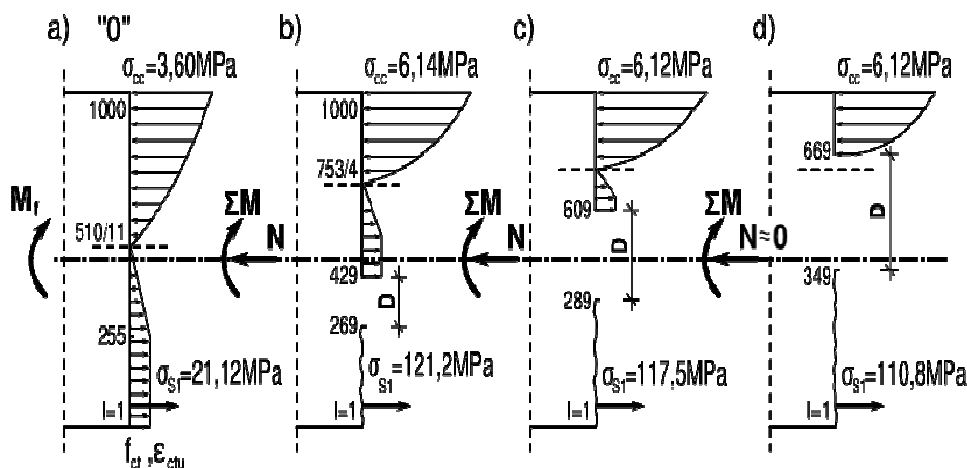 a) "0"
σcc=3,60MPa
1000
Mr
510/11
255
σS1=21,12MPa
l=1
fct ,εctu
b)
σcc=6,14MPa
1000
753/4
ΣM
N
429
D
269
σS1=121,2MPa
l=1
c)
σcc=6,12MPa
609
ΣM
N
D
289
σS1=117,5MPa
l=1
d)
σcc=6,12MPa
669
ΣM
N≈0
D
349
σS1=110,8MPa
l=1